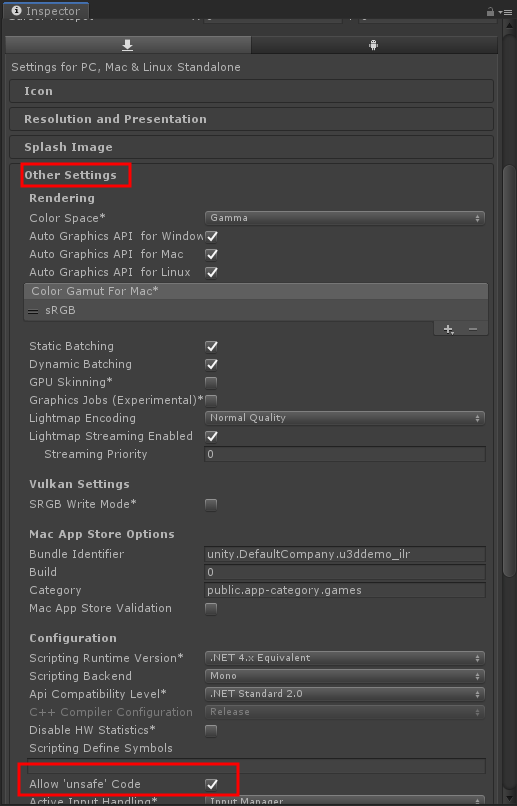 Inspector
Settings for PC, Mac & Linux Standalone
Icon
Resolution and Presentation
Splash Image
Other Settings
Rendering
Color Space* Gamma
Auto Graphics API for Window
Auto Graphics API for Mac
Auto Graphics API for Linux
Color Gamut For Mac*
sRGB
Static Batching
Dynamic Batching
GPU Skinning*
Graphics Jobs (Experimental)*
Lightmap Encoding Normal Quality
Lightmap Streaming Enabled
Streaming Priority 0
Vulkan Settings
SRGB Write Mode*
Mac App Store Options
Bundle Identifier unity.DefaultCompany.u3ddemo_ilr
Build 0
Category public.app-category.games
Mac App Store Validation
Configuration
Scripting Runtime Version* .NET 4.x Equivalent
Scripting Backend Mono
Api Compatibility Level* .NET Standard 2.0
C++ Compiler Configuration Release
Disable HW Statistics*
Scripting Define Symbols
Allow 'unsafe' Code
Active Input Handling* Input Manager